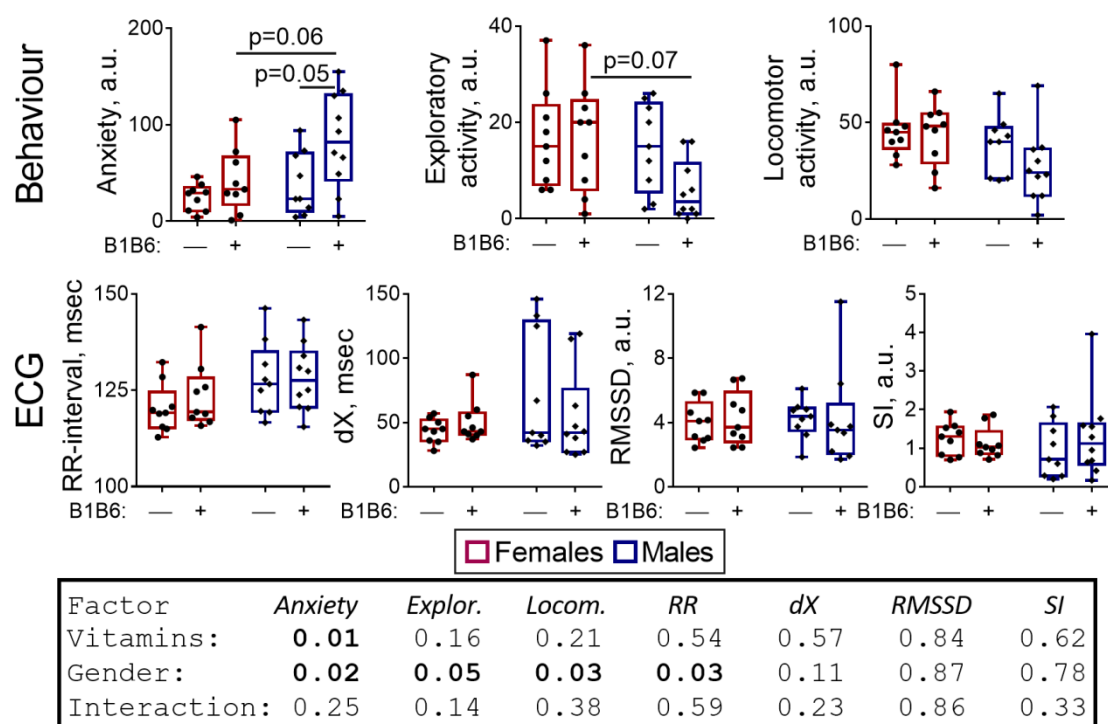 Behaviour
Anxiety, a.u.
200
100
0
p=0.06
p=0.05
B1B6: — + — +
Exploratory
activity, a.u.
40
20
0
p=0.07
— + — +
Locomotor
activity, a.u.
100
50
0
— + — +
ECG
RR-interval, msec
150
125
100
B1B6: — + — +
dX, msec
150
100
50
0
B1B6: — + — +
RMSSD, a.u.
12
8
4
0
B1B6: — + — +
SI, a.u.
5
4
3
2
1
0
B1B6: — + — +
Females Males
Factor Anxiety Explor. Locom. RR dX RMSSD SI
Vitamins: 0.01 0.16 0.21 0.54 0.57 0.84 0.62
Gender: 0.02 0.05 0.03 0.03 0.11 0.87 0.78
Interaction: 0.25 0.14 0.38 0.59 0.23 0.86 0.33